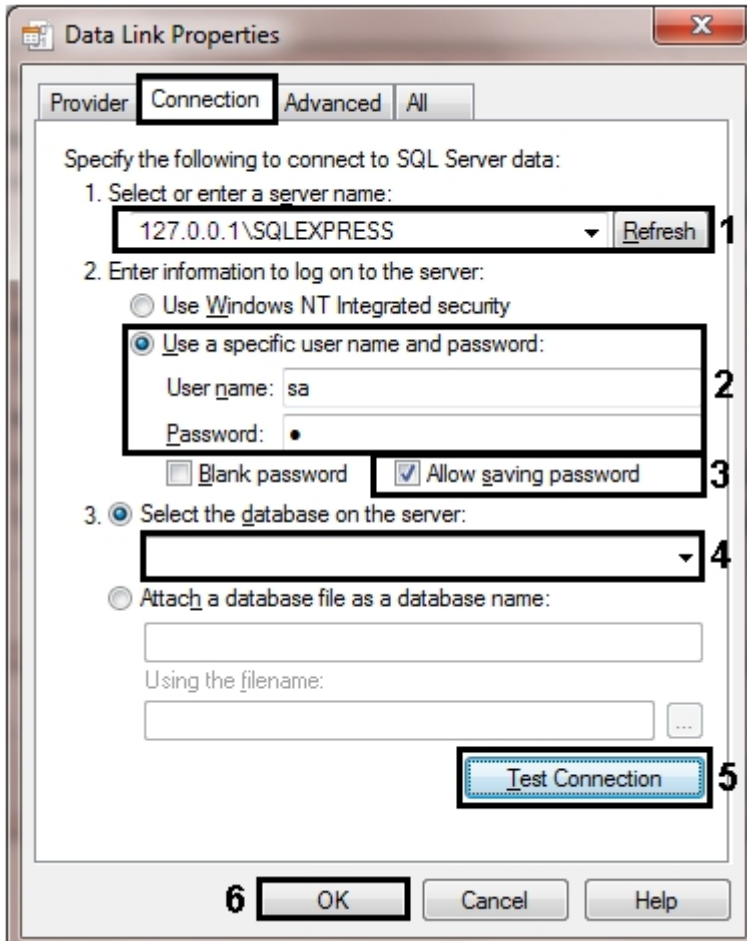 Data Link Properties
Provider Connection Advanced All
Specify the following to connect to SQL Server data:
1. Select or enter a server name:
127.0.0.1\SQLEXPRESS Refresh 1
2. Enter information to log on to the server:
Use Windows NT Integrated security
Use a specific user name and password:
User name: sa 2
Password: ●
Blank password Allow saving password 3
3. Select the database on the server:
4
Attach a database file as a database name:
Using the filename:
...
Test Connection 5
6 OK Cancel Help